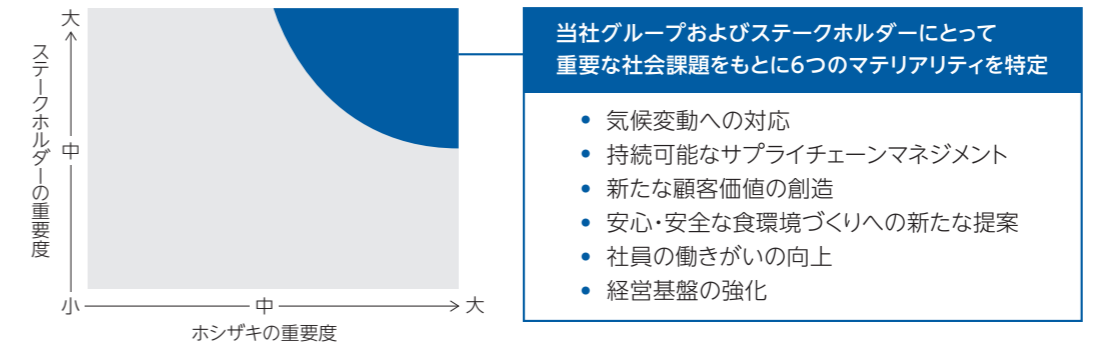 大
ステークホルダーの重要度
中
小
中
大
ホシザキの重要度
当社グループおよびステークホルダーにとって
重要な社会課題をもとに6つのマテリアリティを特定
• 気候変動への対応
• 持続可能なサプライチェーンマネジメント
• 新たな顧客価値の創造
• 安心・安全な食環境づくりへの新たな提案
• 社員の働きがいの向上
• 経営基盤の強化